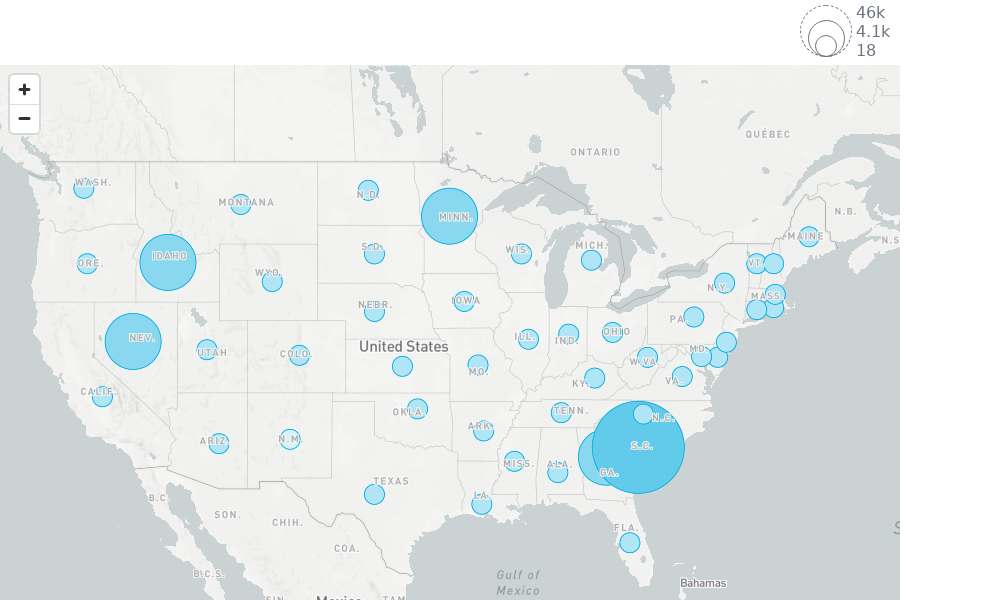 46k
4.1k
18
+
−
QUÉBEC
ONTARIO
WASH.
N.D.
MONTANA
MINN.
N.B.
MAINE
N.S
ORE.
IDAHO
S.D.
WIS.
MICH.
VT.
WYO.
N.Y.
MASS.
NEBR.
IOWA
PA.
NEV.
UTAH
COLO.
United States
ILL.
IND.
OHIO
MD.
W.VA.
MO.
KY.
VA.
CALIF.
OKLA.
ARK.
TENN.
N.C.
ARIZ.
N.M.
S.C.
MISS.
ALA.
GA.
TEXAS
LA.
B.C.
SON.
CHIH.
FLA.
COA.
B.C.S.
Gulf of
Mexico
Bahamas